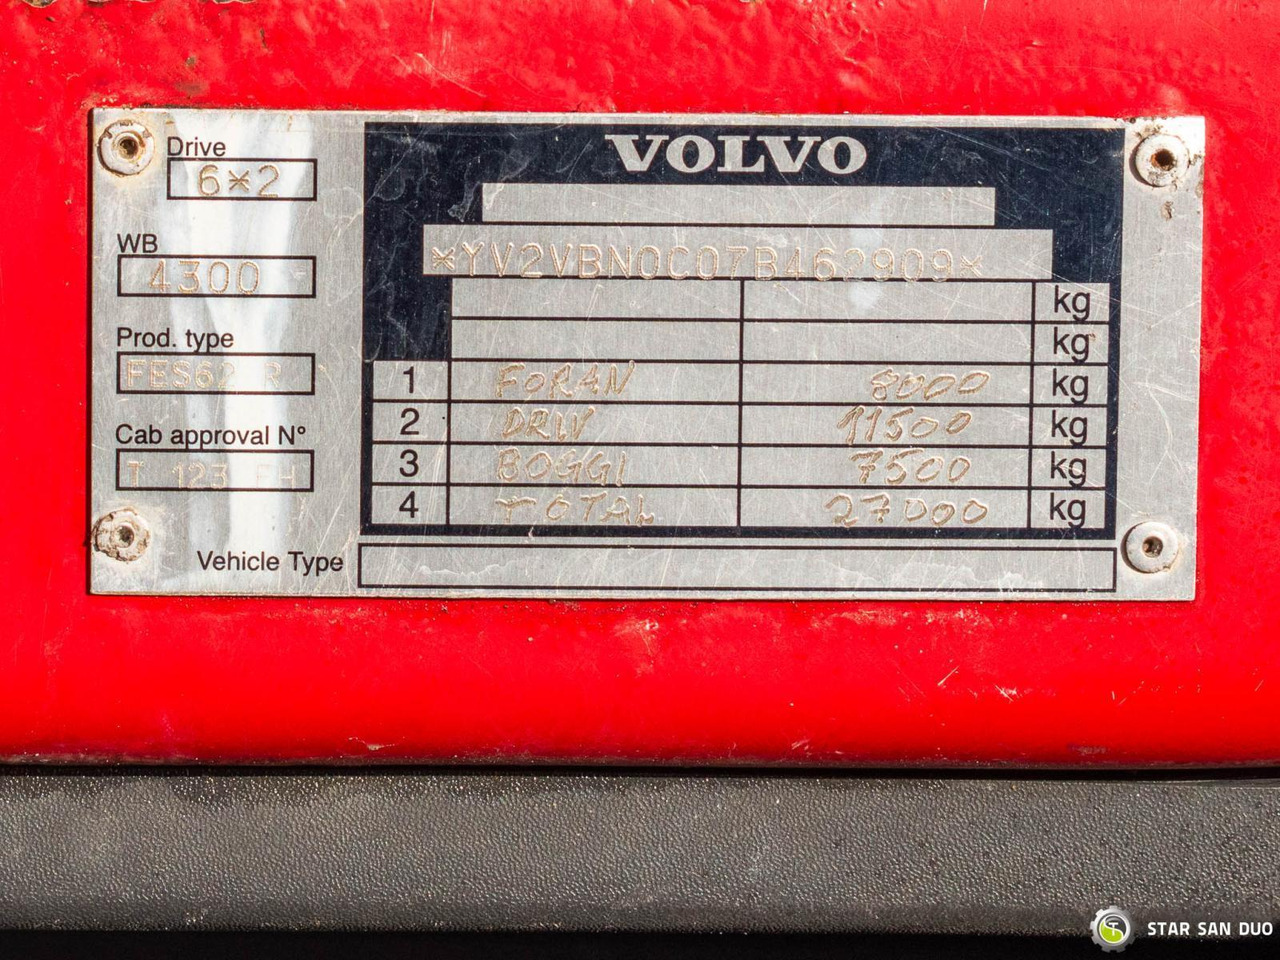 VOLVO
Drive
6*2
*YV2VBN0C07B462909*
WB
4300
kg
kg
Prod. type
FES62 R
1 FORAN 8000 kg
2 DRIV 11500 kg
Cab approval N°
T 123 FH
3 BOGGI 7500 kg
4 TOTAL 27000 kg
Vehicle Type
STAR SAN DUO